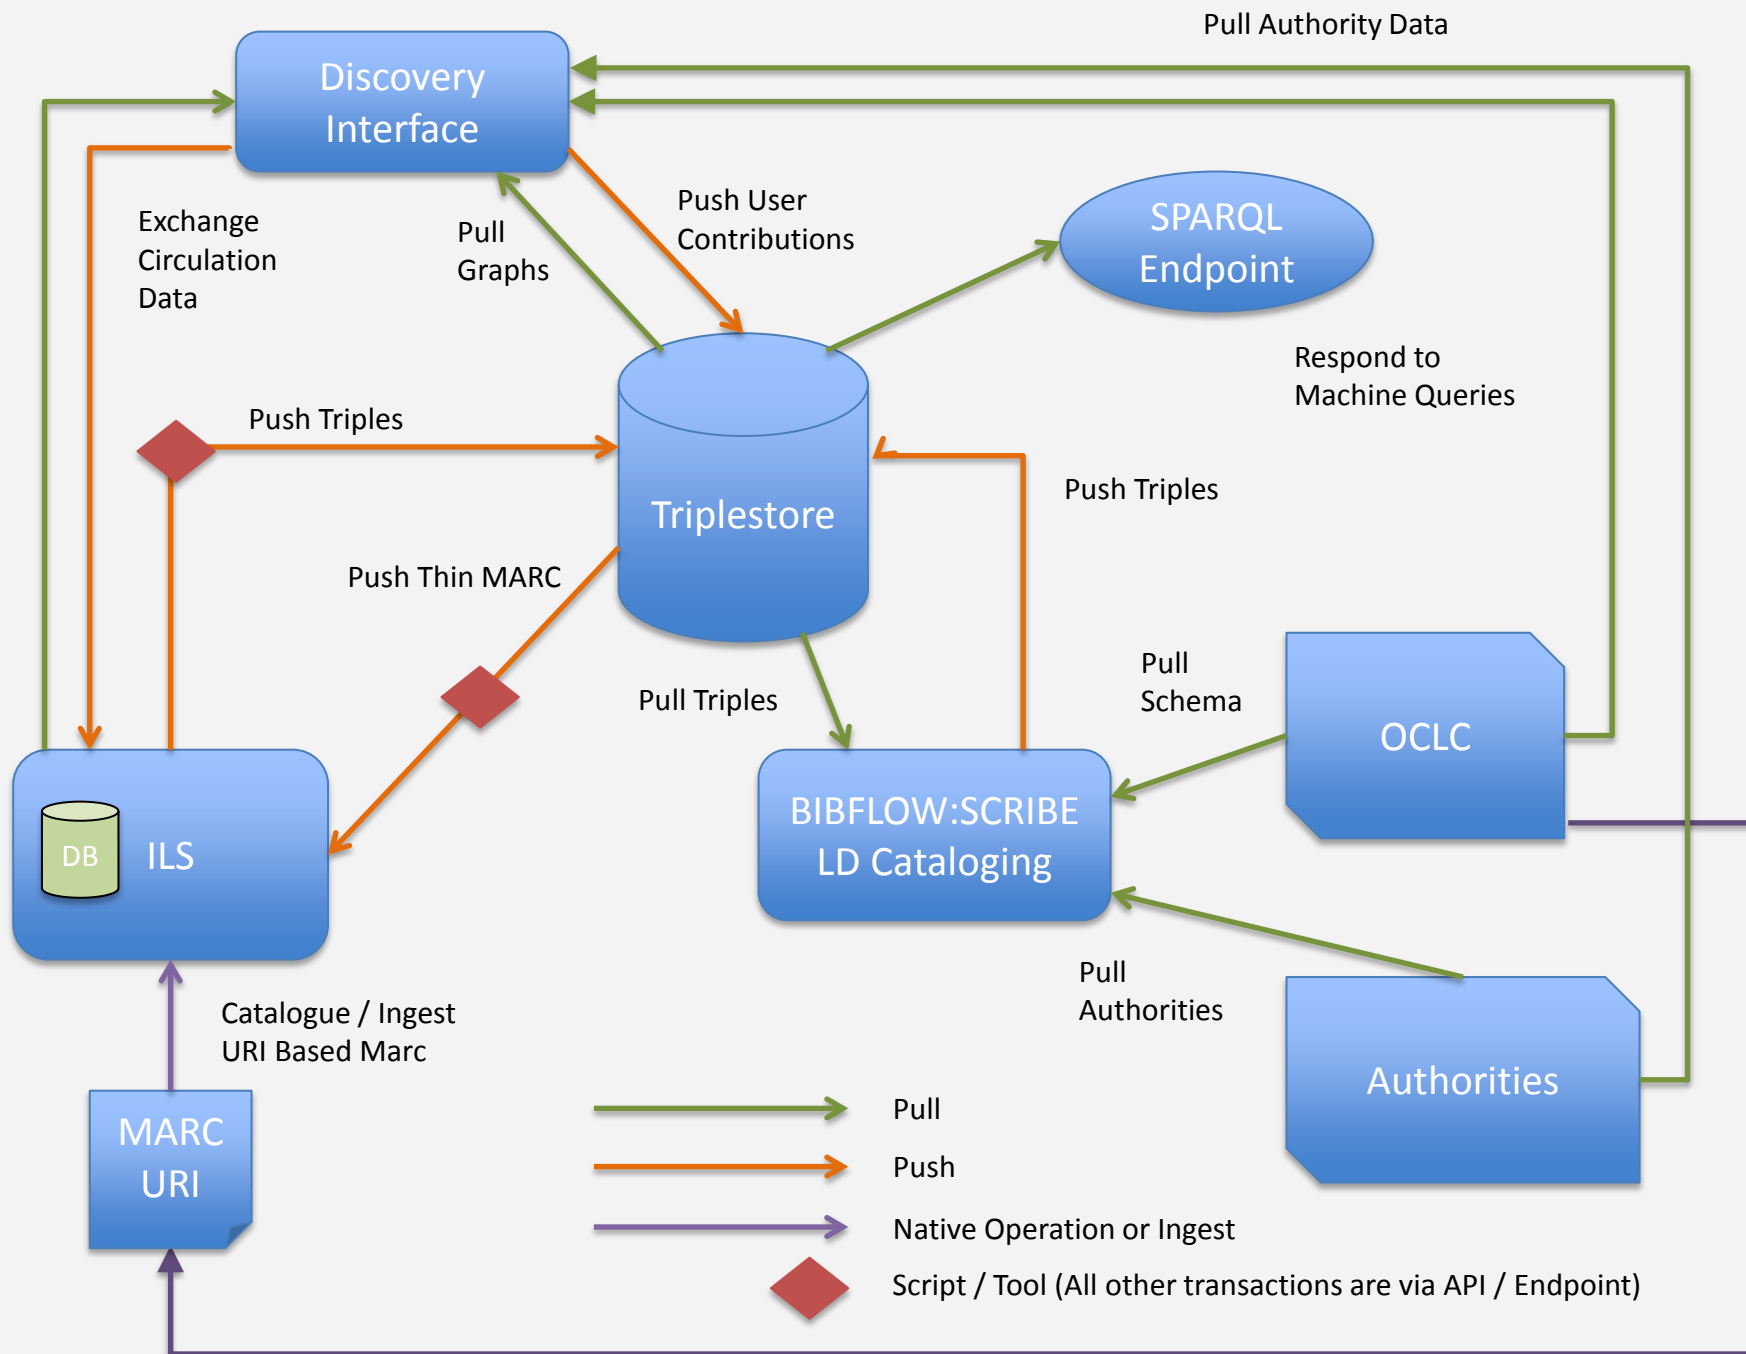 Pull Authority Data
Discovery
Interface
Exchange
Circulation
Data
Pull
Graphs
Push User
Contributions
SPARQL
Endpoint
Respond to
Machine Queries
Push Triples
Triplestore
Push Triples
Push Thin MARC
Pull Triples
Pull
Schema
OCLC
BIBFLOW:SCRIBE
LD Cataloging
DB
ILS
Pull
Authorities
Authorities
Catalogue / Ingest
URI Based Marc
MARC
URI
Pull
Push
Native Operation or Ingest
Script / Tool (All other transactions are via API / Endpoint)